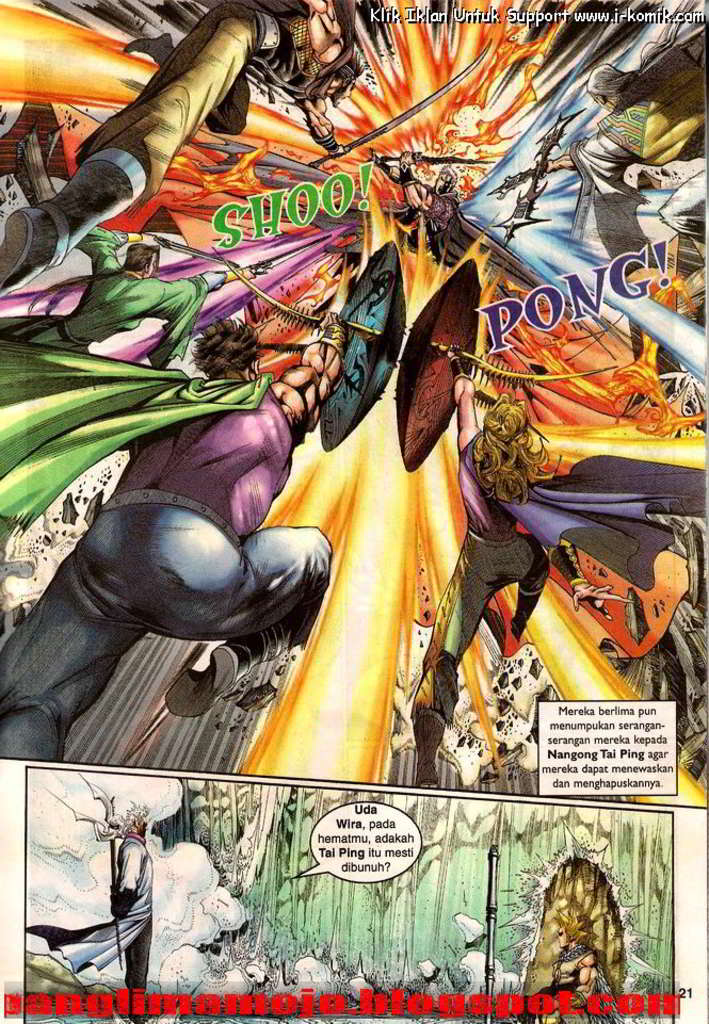 Klik Iklan Untuk Support www.i-komik.com
SHOO!
PONG!
Mereka berlima pun
menumpukan serangan-
serangan mereka kepada
Nangong Tai Ping agar
mereka dapat menewaskan
dan menghapuskannya.
Uda
Wira, pada
hematmu, adakah
Tai Ping itu mesti
dibunuh?
21
panglimamoje.blogspot.com